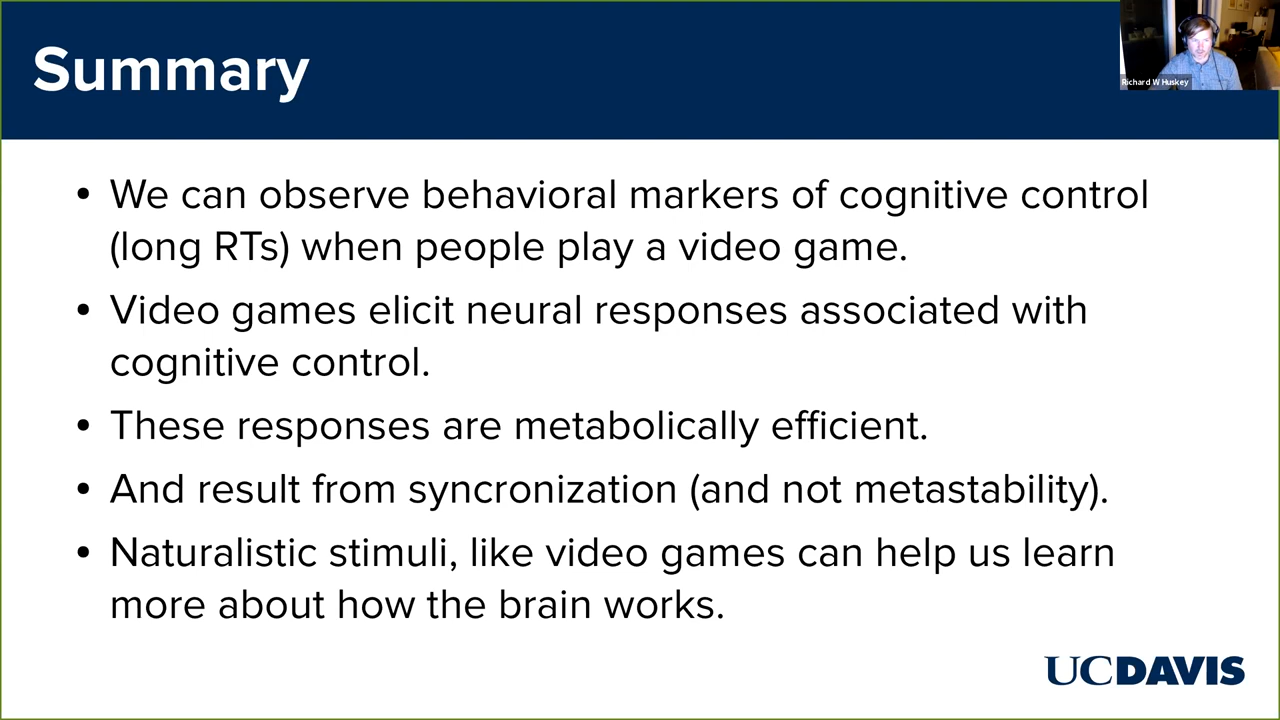 Summary
Richard W Huskey
• We can observe behavioral markers of cognitive control
(long RTs) when people play a video game.
• Video games elicit neural responses associated with
cognitive control.
• These responses are metabolically efficient.
• And result from syncronization (and not metastability).
• Naturalistic stimuli, like video games can help us learn
more about how the brain works.
UCDAVIS